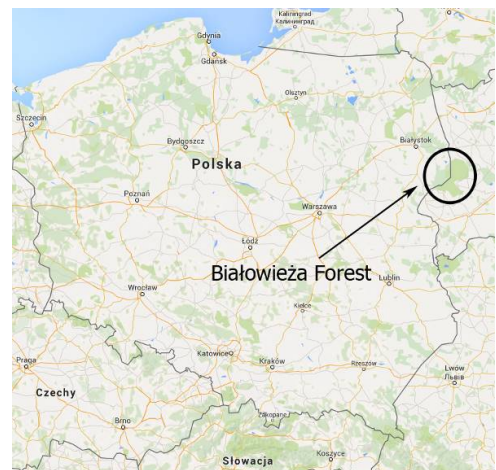 Kaliningrad
Калининград
Gdynia
Gdańsk
Olsztyn
Szczecin
Białystok
Bydgoszcz
Polska
Poznań
Warszawa
Łódź
Białowieża Forest
Lublin
Wrocław
Kielce
Katowice
Kraków
Rzeszów
Lwów
Львів
Praga
Czechy
Brno
Zakopane
Słowacja
Koszyce